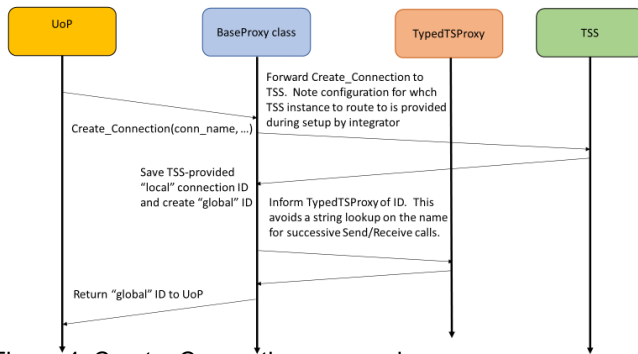 UoP
BaseProxy class
TypedTSProxy
TSS
Forward Create_Connection to
TSS. Note configuration for whch
TSS instance to route to is provided
during setup by integrator
Create_Connection(conn_name, ...)
Save TSS-provided
"local" connection ID
and create "global" ID
Inform TypedTSProxy of ID. This
avoids a string lookup on the name
for successive Send/Receive calls.
Return "global" ID to UoP